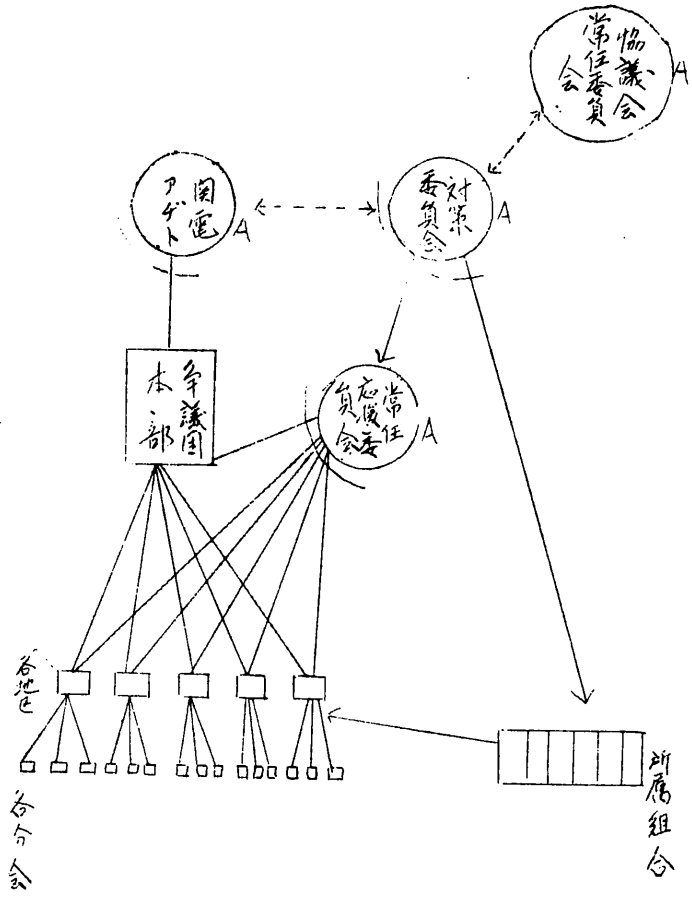 協議会
常任委員
会
A
関電
アヂト
A
対策
委員会
A
争議団
本部
常任
応援委
員会
A
各地区
各分会
所属組合